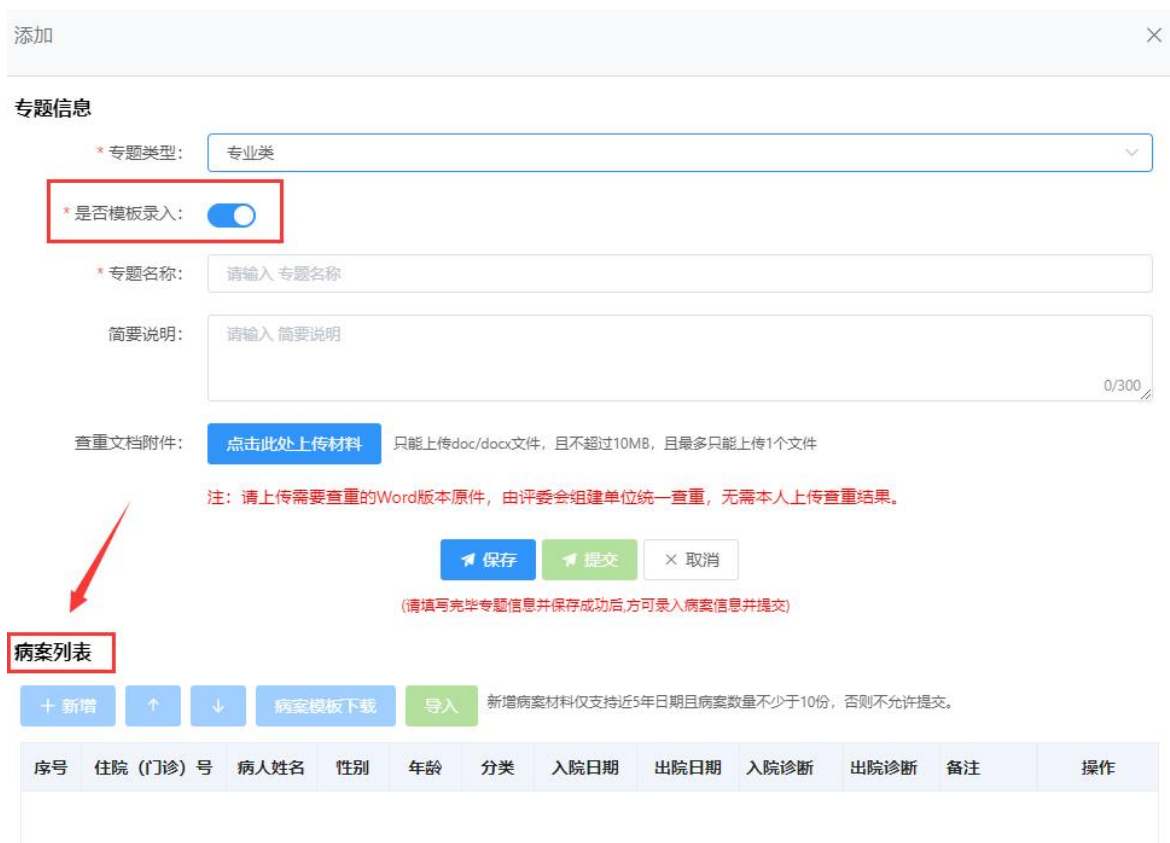 添加
专题信息
* 专题类型： 专业类
* 是否模板录入：
* 专题名称： 请输入 专题名称
简要说明： 请输入 简要说明
0/300
查重文档附件： 点击此处上传材料 只能上传doc/docx文件，且不超过10MB，且最多只能上传1个文件
注：请上传需要查重的Word版本原件，由评委会组建单位统一查重，无需本人上传查重结果。
保存 提交 × 取消
(请填写完毕专题信息并保存成功后,方可录入病案信息并提交)
病案列表
+ 新增 ↑ ↓ 病案模板下载 导入 新增病案材料仅支持近5年日期且病案数量不少于10份，否则不允许提交。
序号 住院（门诊）号 病人姓名 性别 年龄 分类 入院日期 出院日期 入院诊断 出院诊断 备注 操作